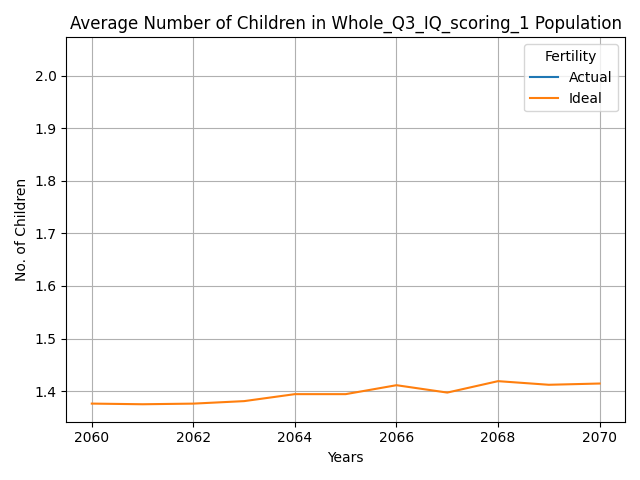 Average Number of Children in Whole_Q3_IQ_scoring_1 Population
Fertility
Actual
Ideal
No. of Children
2.0
1.9
1.8
1.7
1.6
1.5
1.4
2060 2062 2064 2066 2068 2070
Years